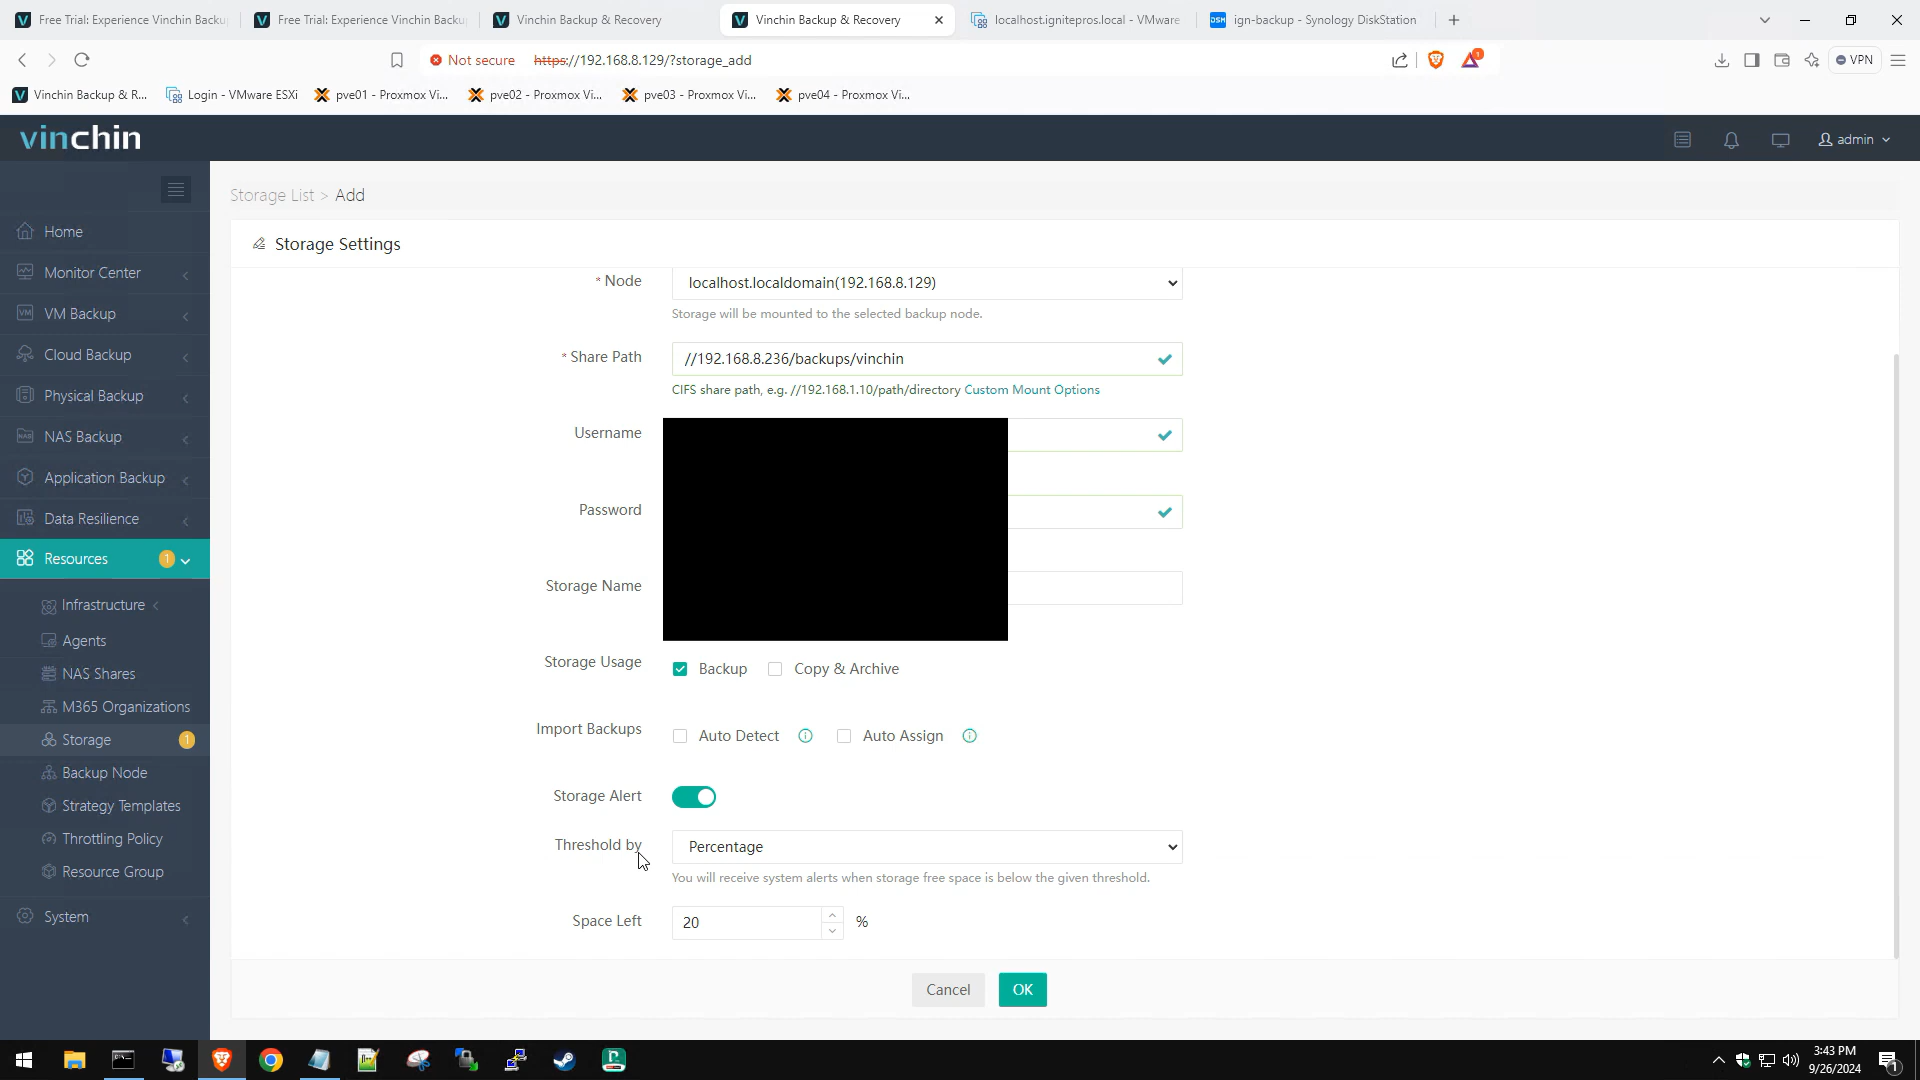 Free Trial: Experience Vinchin Backu
Free Trial: Experience Vinchin Backu
Vinchin Backup & Recovery
Vinchin Backup & Recovery
localhost.ignitepros.local - VMware
DSM
ign-backup - Synology DiskStation
Not secure
https://192.168.8.129/?storage_add
1
VPN
Vinchin Backup & R...
Login - VMware ESXi
pve01 - Proxmox Vi...
pve02 - Proxmox Vi...
pve03 - Proxmox Vi...
pve04 - Proxmox Vi...
vinchin
admin
Home
Monitor Center
VM Backup
Cloud Backup
Physical Backup
NAS Backup
Application Backup
Data Resilience
Resources
1
Infrastructure
Agents
NAS Shares
M365 Organizations
Storage
1
Backup Node
Strategy Templates
Throttling Policy
Resource Group
System
Storage List > Add
Storage Settings
* Node
localhost.localdomain(192.168.8.129)
Storage will be mounted to the selected backup node.
* Share Path
//192.168.8.236/backups/vinchin
CIFS share path, e.g. //192.168.1.10/path/directory Custom Mount Options
Username
Password
Storage Name
Storage Usage
Backup
Copy & Archive
Import Backups
Auto Detect
Auto Assign
Storage Alert
Threshold by
Percentage
You will receive system alerts when storage free space is below the given threshold.
Space Left
20
%
Cancel
OK
3:43 PM
9/26/2024
1